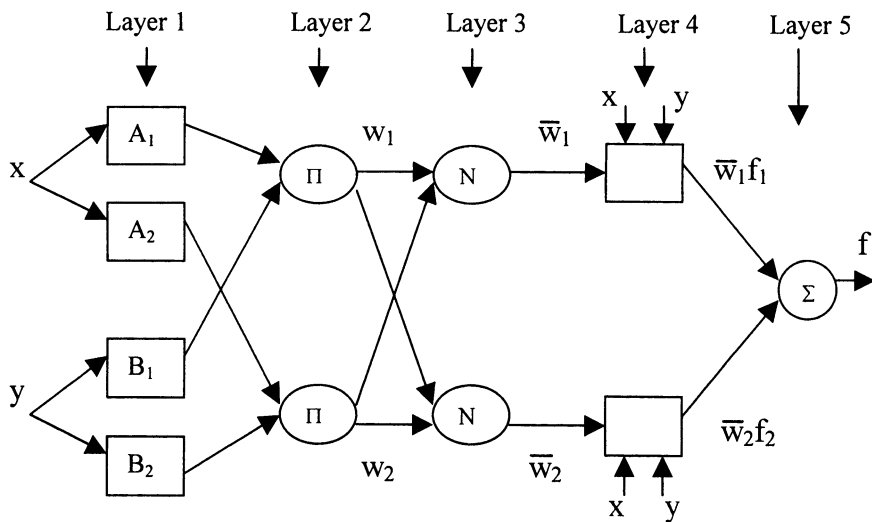 Layer 1 Layer 2 Layer 3 Layer 4 Layer 5
x y
A₁ w₁ w̅₁ w̅₁f₁
x Π N
A₂
f
Σ
B₁
y Π N
B₂ w₂ w̅₂ w̅₂f₂
x y